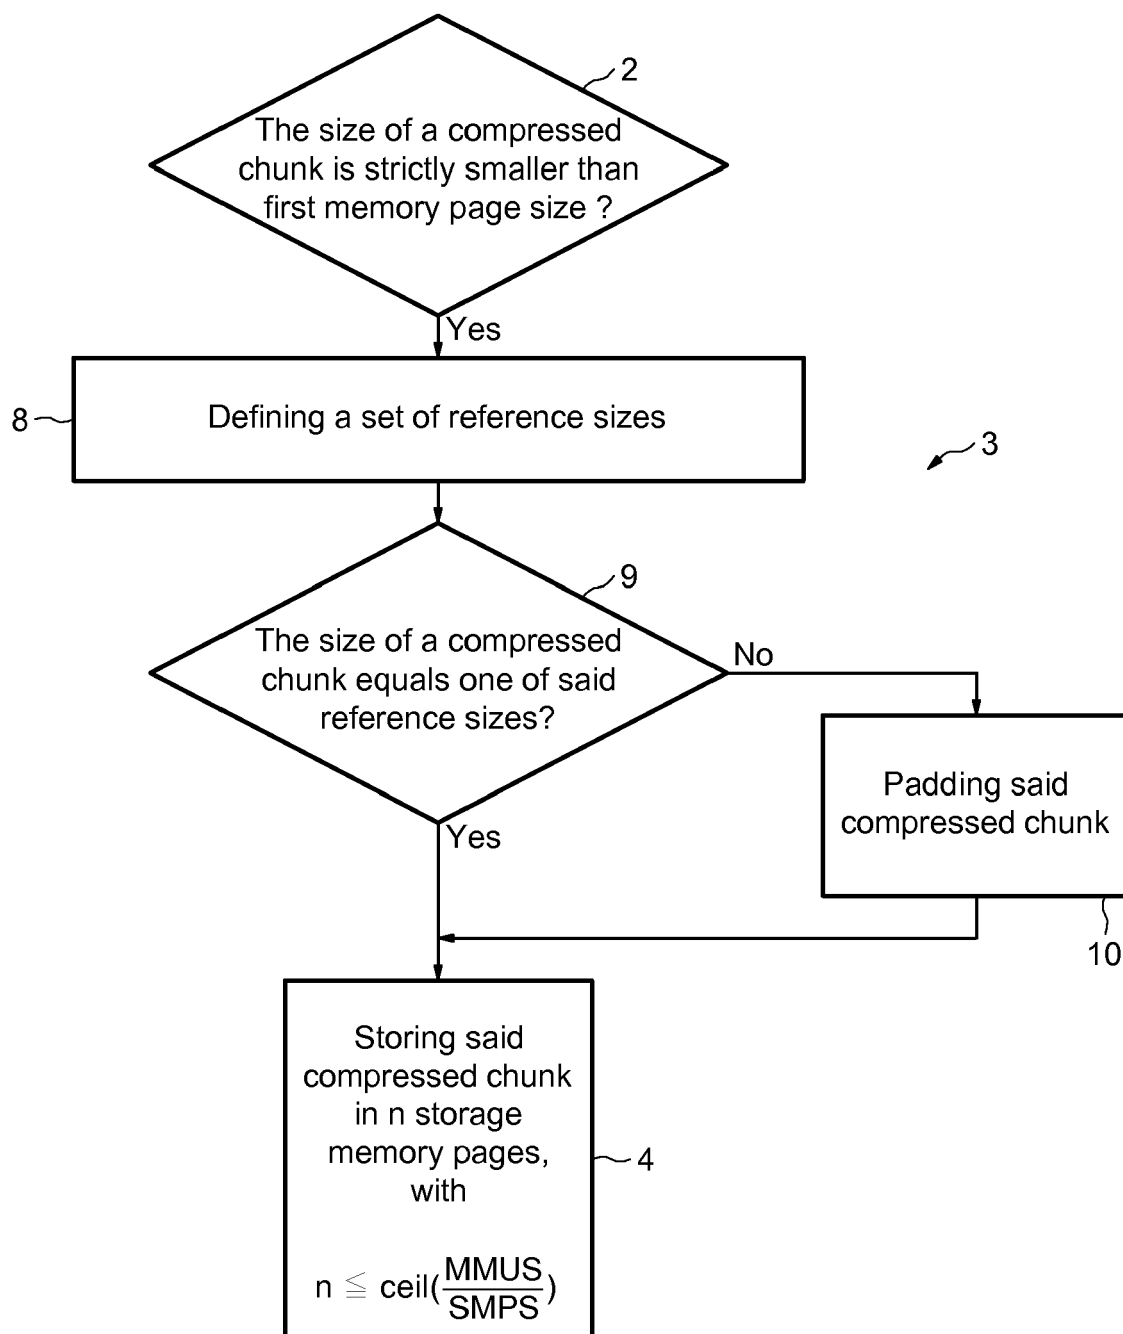 2
The size of a compressed
chunk is strictly smaller than
first memory page size ?
Yes
8
Defining a set of reference sizes
3
9
The size of a compressed
chunk equals one of said
reference sizes?
No
Yes
Padding said
compressed chunk
10
Storing said
compressed chunk
in n storage
memory pages,
with
4
n ≦ ceil(MMUS/SMPS)